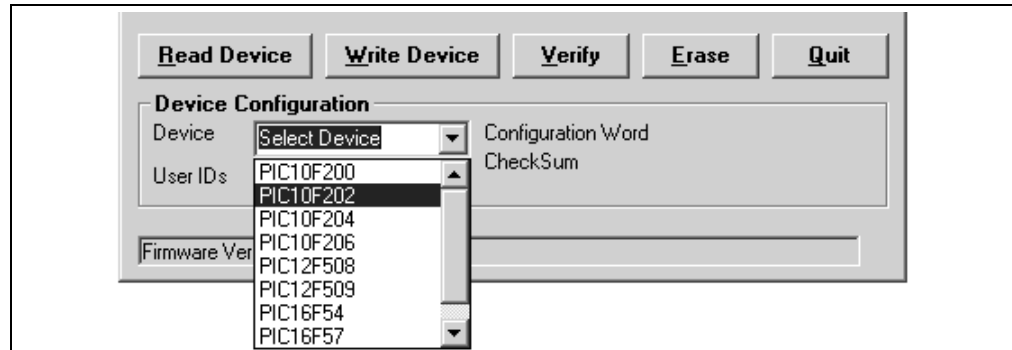 Read Device Write Device Verify Erase Quit
Device Configuration
Device Select Device Configuration Word
CheckSum
User IDs PIC10F200
PIC10F202
PIC10F204
PIC10F206
Firmware Ver
PIC12F508
PIC12F509
PIC16F54
PIC16F57